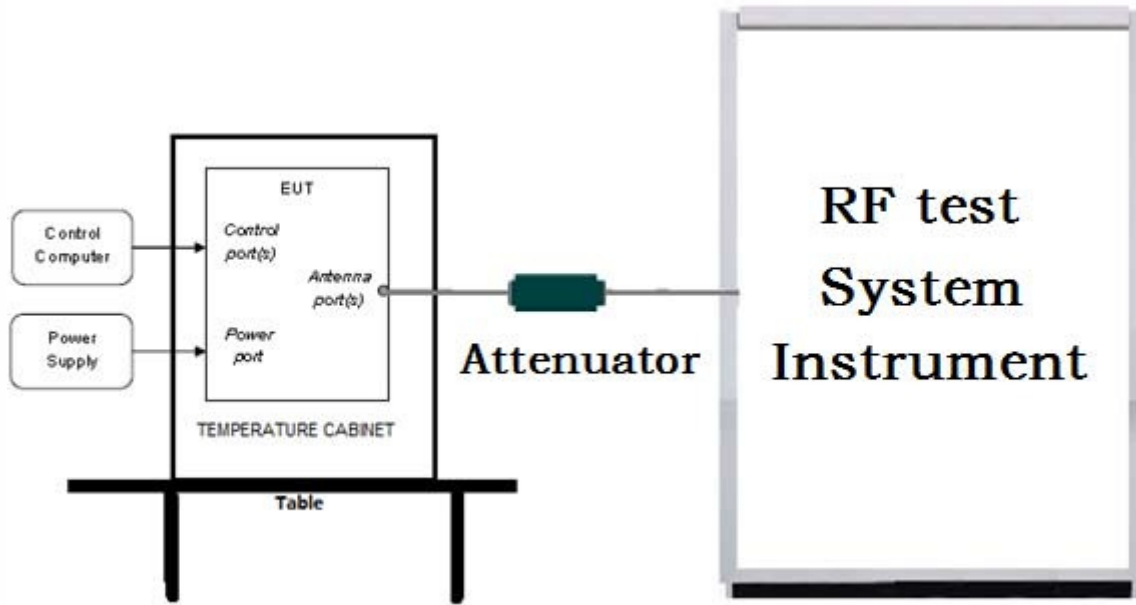 Control
Computer
Power
Supply
EUT
Control
port(s)
Antenna
port(s)
Power
port
TEMPERATURE CABINET
Table
Attenuator
RF test
System
Instrument